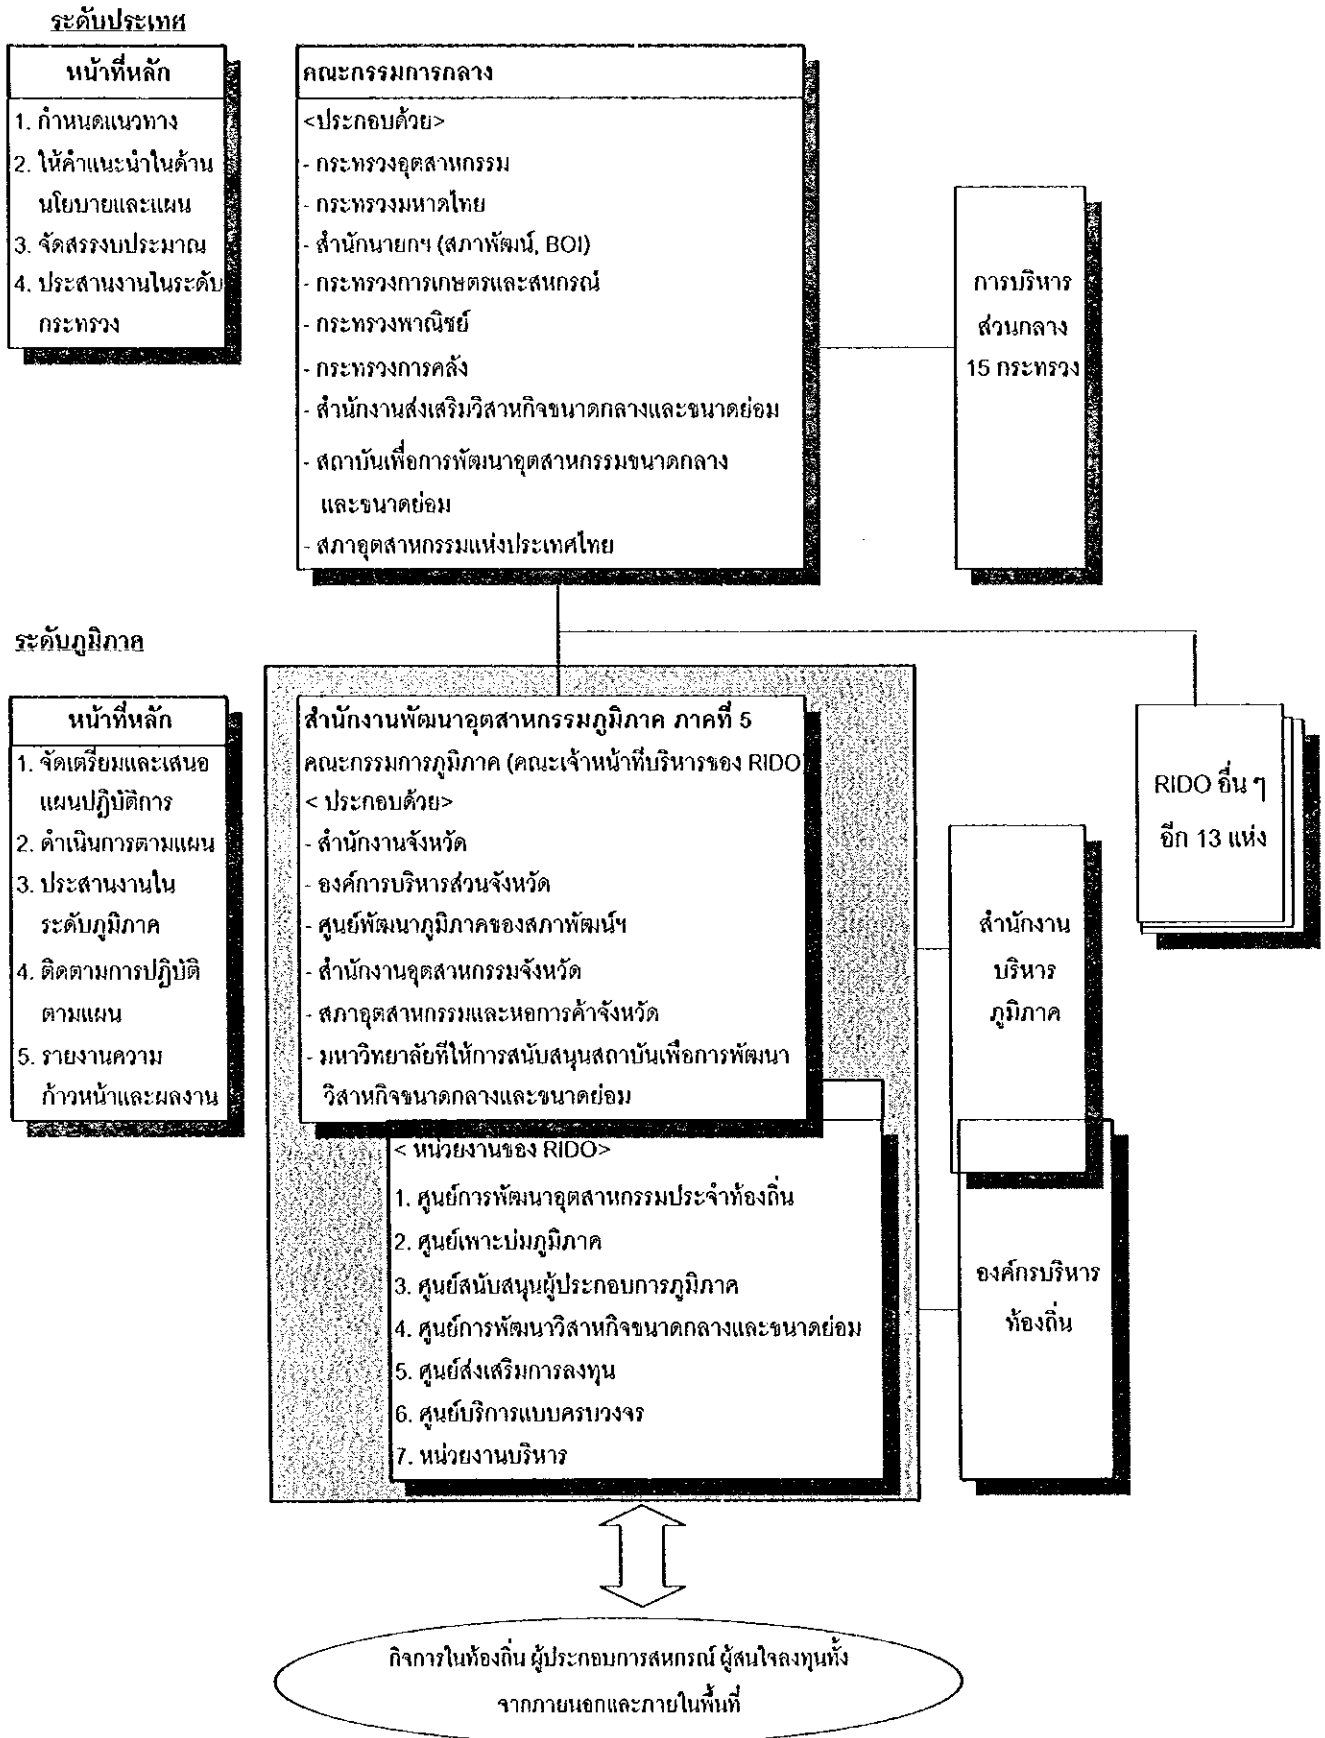 ระดับประเทศ
หน้าที่หลัก
1. กำหนดแนวทาง
2. ให้คำแนะนำในด้าน
นโยบายและแผน
3. จัดสรรงบประมาณ
4. ประสานงานในระดับ
กระทรวง
คณะกรรมการกลาง
<ประกอบด้วย>
- กระทรวงอุตสาหกรรม
- กระทรวงมหาดไทย
- สำนักนายกฯ (สภาพัฒน์, BOI)
- กระทรวงการเกษตรและสหกรณ์
- กระทรวงพาณิชย์
- กระทรวงการคลัง
- สำนักงานส่งเสริมวิสาหกิจขนาดกลางและขนาดย่อม
- สถาบันเพื่อการพัฒนาอุตสาหกรรมขนาดกลาง
และขนาดย่อม
- สภาอุตสาหกรรมแห่งประเทศไทย
การบริหาร
ส่วนกลาง
15 กระทรวง
ระดับภูมิภาค
หน้าที่หลัก
1. จัดเตรียมและเสนอ
แผนปฏิบัติการ
2. ดำเนินการตามแผน
3. ประสานงานใน
ระดับภูมิภาค
4. ติดตามการปฏิบัติ
ตามแผน
5. รายงานความ
ก้าวหน้าและผลงาน
สำนักงานพัฒนาอุตสาหกรรมภูมิภาค ภาคที่ 5
คณะกรรมการภูมิภาค (คณะเจ้าหน้าที่บริหารของ RIDO
< ประกอบด้วย>
- สำนักงานจังหวัด
- องค์การบริหารส่วนจังหวัด
- ศูนย์พัฒนาภูมิภาคของสภาพัฒน์ฯ
- สำนักงานอุตสาหกรรมจังหวัด
- สภาอุตสาหกรรมและหอการค้าจังหวัด
- มหาวิทยาลัยที่ให้การสนับสนุนสถาบันเพื่อการพัฒนา
วิสาหกิจขนาดกลางและขนาดย่อม
< หน่วยงานของ RIDO>
1. ศูนย์การพัฒนาอุตสาหกรรมประจำท้องถิ่น
2. ศูนย์เพาะบ่มภูมิภาค
3. ศูนย์สนับสนุนผู้ประกอบการภูมิภาค
4. ศูนย์การพัฒนาวิสาหกิจขนาดกลางและขนาดย่อม
5. ศูนย์ส่งเสริมการลงทุน
6. ศูนย์บริการแบบครบวงจร
7. หน่วยงานบริหาร
RIDO อื่น ๆ
อีก 13 แห่ง
สำนักงาน
บริหาร
ภูมิภาค
องค์กรบริหาร
ท้องถิ่น
กิจการในท้องถิ่น ผู้ประกอบการสหกรณ์ ผู้สนใจลงทุนทั้ง
จากภายนอกและภายในพื้นที่